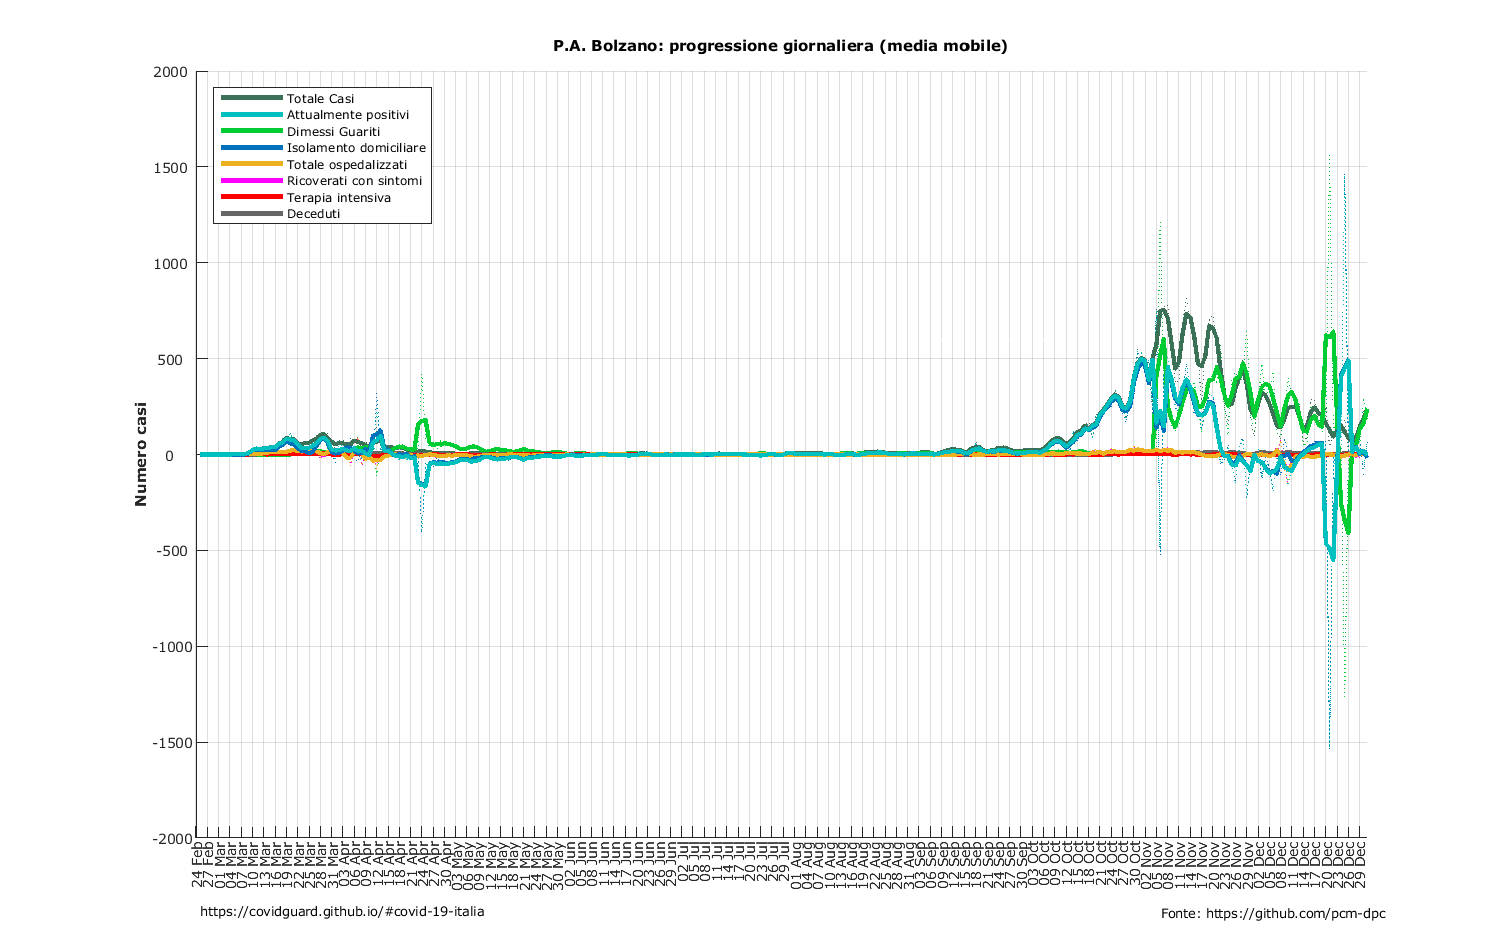 P.A. Bolzano: progressione giornaliera (media mobile)
2000
1500
1000
500
0
-500
-1000
-1500
-2000
Numero casi
Totale Casi
Attualmente positivi
Dimessi Guariti
Isolamento domiciliare
Totale ospedalizzati
Ricoverati con sintomi
Terapia intensiva
Deceduti
24 Feb
27 Feb
01 Mar
04 Mar
07 Mar
10 Mar
13 Mar
16 Mar
19 Mar
22 Mar
25 Mar
28 Mar
31 Mar
03 Apr
06 Apr
09 Apr
12 Apr
15 Apr
18 Apr
21 Apr
24 Apr
27 Apr
30 Apr
03 May
06 May
09 May
12 May
15 May
18 May
21 May
24 May
27 May
30 May
02 Jun
05 Jun
08 Jun
11 Jun
14 Jun
17 Jun
20 Jun
23 Jun
26 Jun
29 Jun
02 Jul
05 Jul
08 Jul
11 Jul
14 Jul
17 Jul
20 Jul
23 Jul
26 Jul
29 Jul
01 Aug
04 Aug
07 Aug
10 Aug
13 Aug
16 Aug
19 Aug
22 Aug
25 Aug
28 Aug
31 Aug
03 Sep
06 Sep
09 Sep
12 Sep
15 Sep
18 Sep
21 Sep
24 Sep
27 Sep
30 Sep
03 Oct
06 Oct
09 Oct
12 Oct
15 Oct
18 Oct
21 Oct
24 Oct
27 Oct
30 Oct
02 Nov
05 Nov
08 Nov
11 Nov
14 Nov
17 Nov
20 Nov
23 Nov
26 Nov
29 Nov
02 Dec
05 Dec
08 Dec
11 Dec
14 Dec
17 Dec
20 Dec
23 Dec
26 Dec
29 Dec
https://covidguard.github.io/#covid-19-italia
Fonte: https://github.com/pcm-dpc